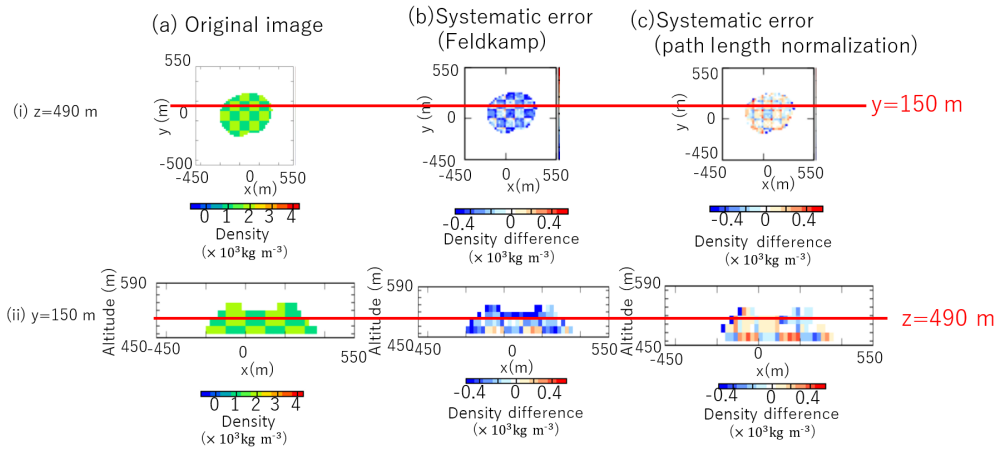 (a) Original image
(b)Systematic error
(Feldkamp)
(c)Systematic error
(path length normalization)
(i) z=490 m
550
y (m)
0
-500
-450
0
550
x(m)
0 1 2 3 4
Density
(× 10³kg m⁻³)
550
y (m)
0
-450
-450
0
550
x(m)
-0.4 0 0.4
Density difference
(× 10³kg m⁻³)
550
y (m)
0
-450
-450
0
550
x(m)
-0.4 0 0.4
Density difference
(× 10³kg m⁻³)
y=150 m
(ii) y=150 m
590
Altitude (m)
450
-450
0
550
x(m)
0 1 2 3 4
Density
(× 10³kg m⁻³)
590
Altitude (m)
450
-450
0
550
x(m)
-0.4 0 0.4
Density difference
(× 10³kg m⁻³)
590
Altitude (m)
450
-450
0
550
x(m)
-0.4 0 0.4
Density difference
(× 10³kg m⁻³)
z=490 m